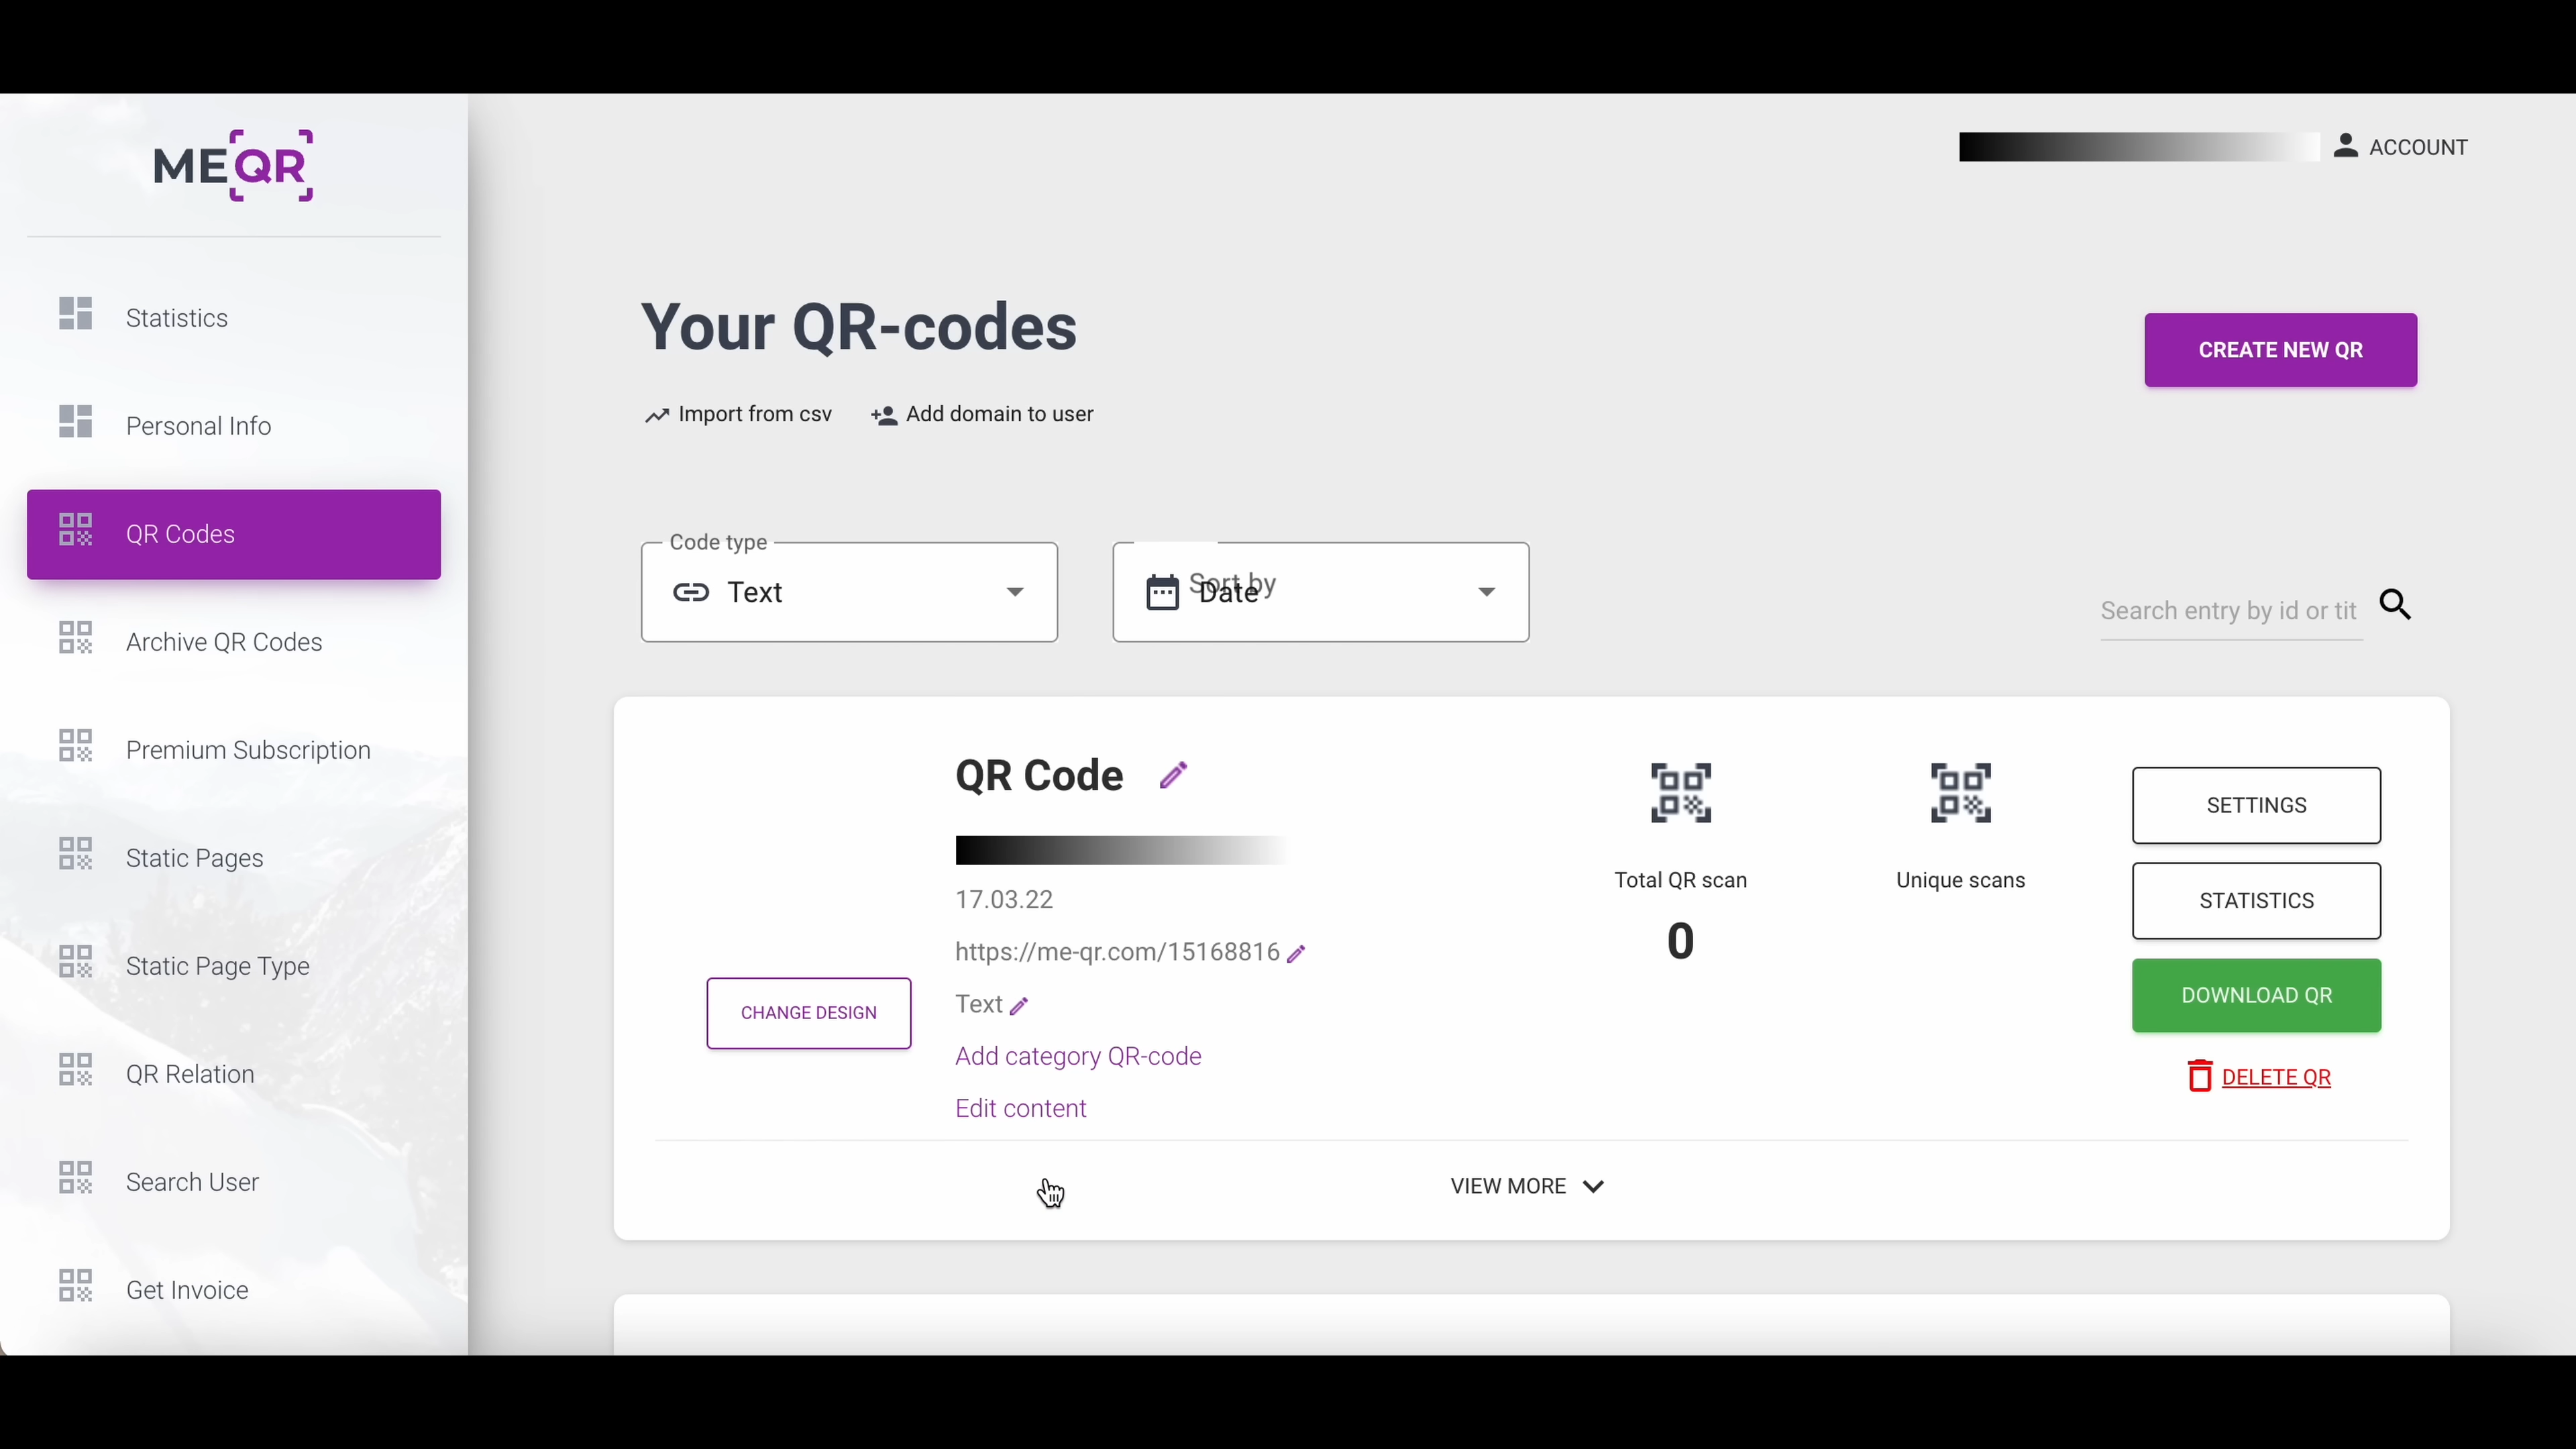 MEQR
ACCOUNT
Statistics
Personal Info
QR Codes
Archive QR Codes
Premium Subscription
Static Pages
Static Page Type
QR Relation
Search User
Get Invoice
Your QR-codes
CREATE NEW QR
Import from csv
Add domain to user
Code type
Text
Sort by
Date
Search entry by id or tit
QR Code
17.03.22
https://me-qr.com/15168816
Text
Add category QR-code
Edit content
CHANGE DESIGN
Total QR scan
0
Unique scans
SETTINGS
STATISTICS
DOWNLOAD QR
DELETE QR
VIEW MORE